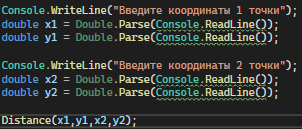 Console.WriteLine("Введите координаты 1 точки");
double x1 = Double.Parse(Console.ReadLine());
double y1 = Double.Parse(Console.ReadLine());
Console.WriteLine("Введите координаты 2 точки");
double x2 = Double.Parse(Console.ReadLine());
double y2 = Double.Parse(Console.ReadLine());
Distance(x1,y1,x2,y2);